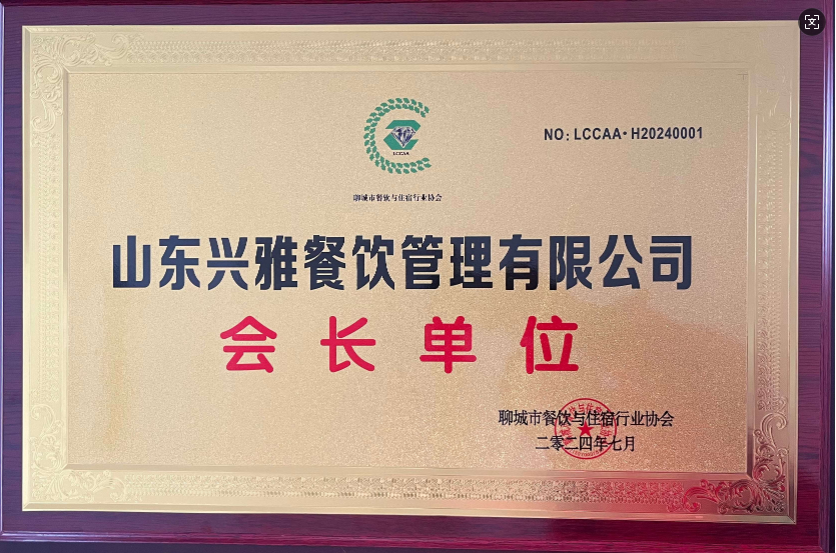 NO: LCCAA·H20240001
LCCAA
聊城市餐饮与住宿行业协会
山东兴雅餐饮管理有限公司
会长单位
聊城市餐饮与住宿行业协会
二零二四年七月